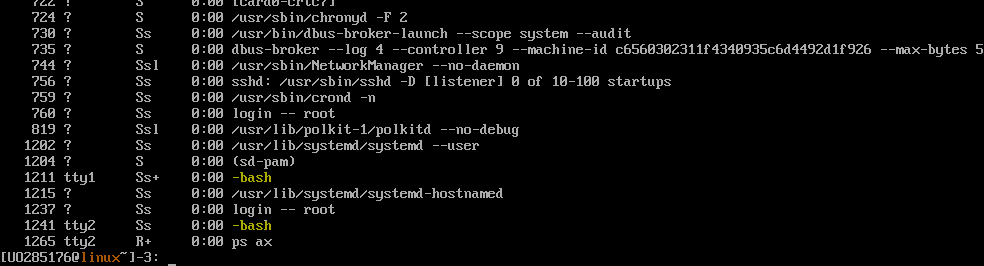 722 ? S 0:00 [card0-crtc7]
724 ? S 0:00 /usr/sbin/chronyd -F 2
730 ? Ss 0:00 /usr/bin/dbus-broker-launch --scope system --audit
735 ? S 0:00 dbus-broker --log 4 --controller 9 --machine-id c6560302311f4340935c6d4492d1f926 --max-bytes 5
744 ? Ssl 0:00 /usr/sbin/NetworkManager --no-daemon
756 ? Ss 0:00 sshd: /usr/sbin/sshd -D [listener] 0 of 10-100 startups
759 ? Ss 0:00 /usr/sbin/crond -n
760 ? Ss 0:00 login -- root
819 ? Ssl 0:00 /usr/lib/polkit-1/polkitd --no-debug
1202 ? Ss 0:00 /usr/lib/systemd/systemd --user
1204 ? S 0:00 (sd-pam)
1211 tty1 Ss+ 0:00 -bash
1215 ? Ss 0:00 /usr/lib/systemd/systemd-hostnamed
1237 ? Ss 0:00 login -- root
1241 tty2 Ss 0:00 -bash
1265 tty2 R+ 0:00 ps ax
[UO285176@linux~]-3: _